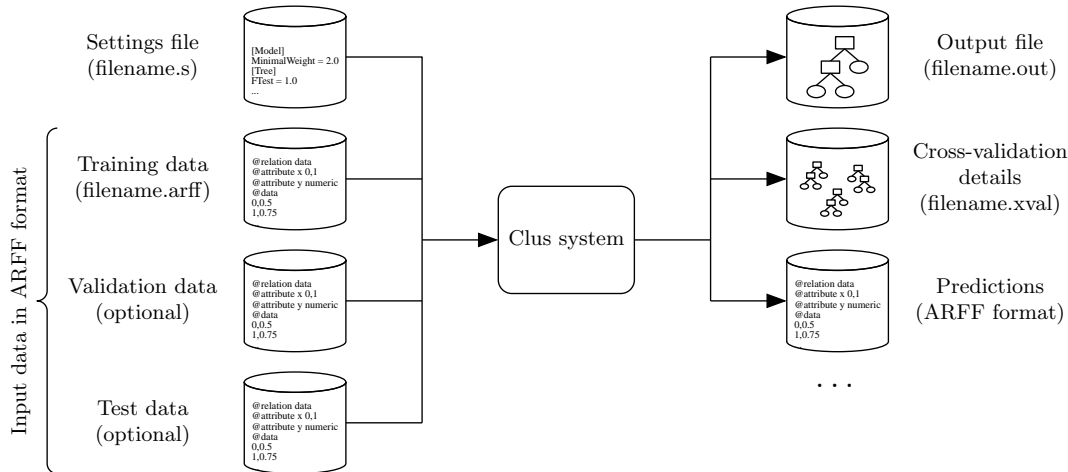 Settings file
(filename.s)
[Model]
MinimalWeight = 2.0
[Tree]
FTest = 1.0
...
Input data in ARFF format
Training data
(filename.arff)
@relation data
@attribute x 0,1
@attribute y numeric
@data
0,0.5
1,0.75
Validation data
(optional)
@relation data
@attribute x 0,1
@attribute y numeric
@data
0,0.5
1,0.75
...
Test data
(optional)
@relation data
@attribute x 0,1
@attribute y numeric
@data
0,0.5
1,0.75
Clus system
Output file
(filename.out)
Cross-validation
details
(filename.xval)
@relation data
@attribute x 0,1
@attribute y numeric
@data
0,0.5
1,0.75
Predictions
(ARFF format)
...